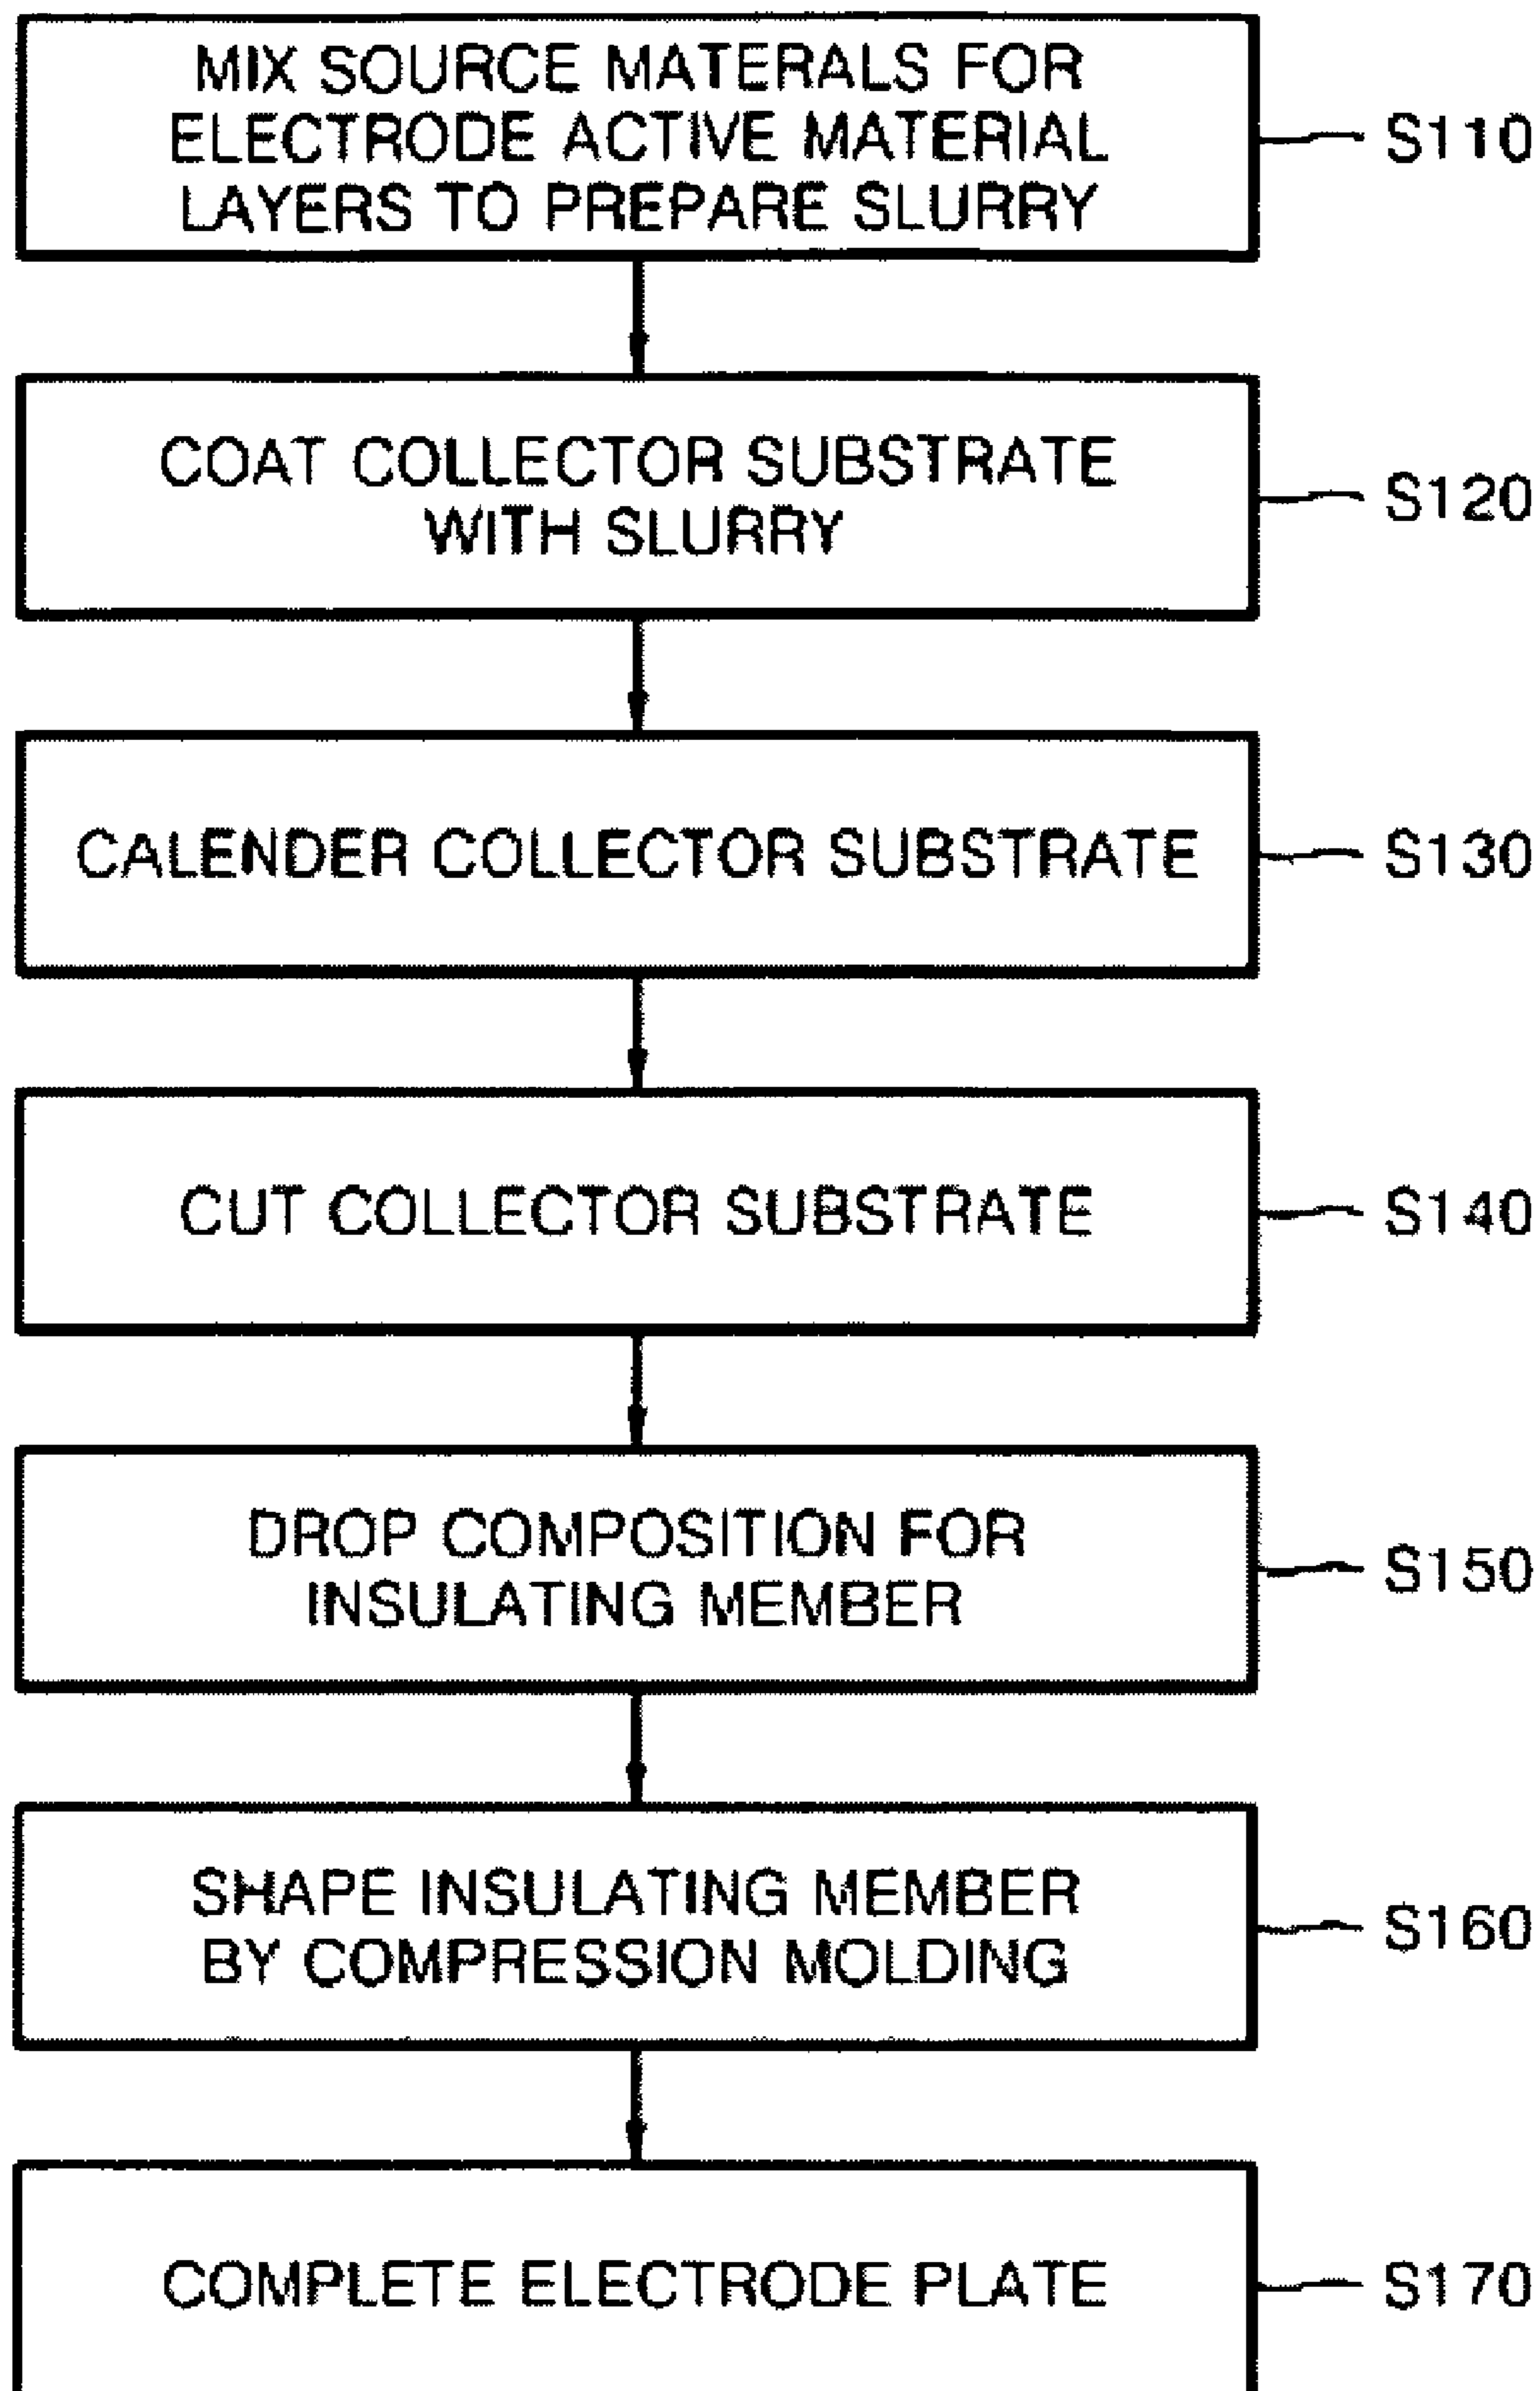 MIX SOURCE MATERALS FOR
ELECTRODE ACTIVE MATERIAL
LAYERS TO PREPARE SLURRY
S110
COAT COLLECTOR SUBSTRATE
WITH SLURRY
S120
CALENDER COLLECTOR SUBSTRATE
S130
CUT COLLECTOR SUBSTRATE
S140
DROP COMPOSITION FOR
INSULATING MEMBER
S150
SHAPE INSULATING MEMBER
BY COMPRESSION MOLDING
S160
COMPLETE ELECTRODE PLATE
S170